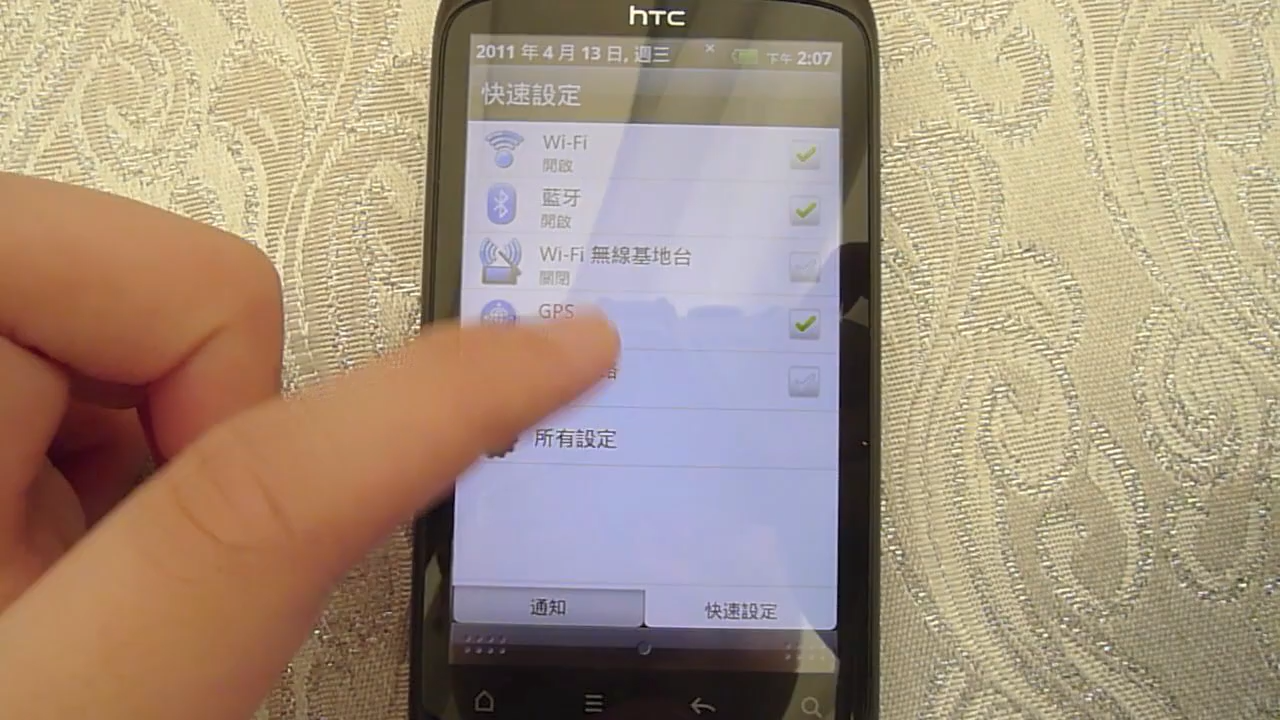 hTC
2011 年 4 月 13 日, 週三
下午 2:07
快速設定
Wi-Fi
開啟
藍牙
開啟
Wi-Fi 無線基地台
關閉
GPS
所有設定
通知
快速設定